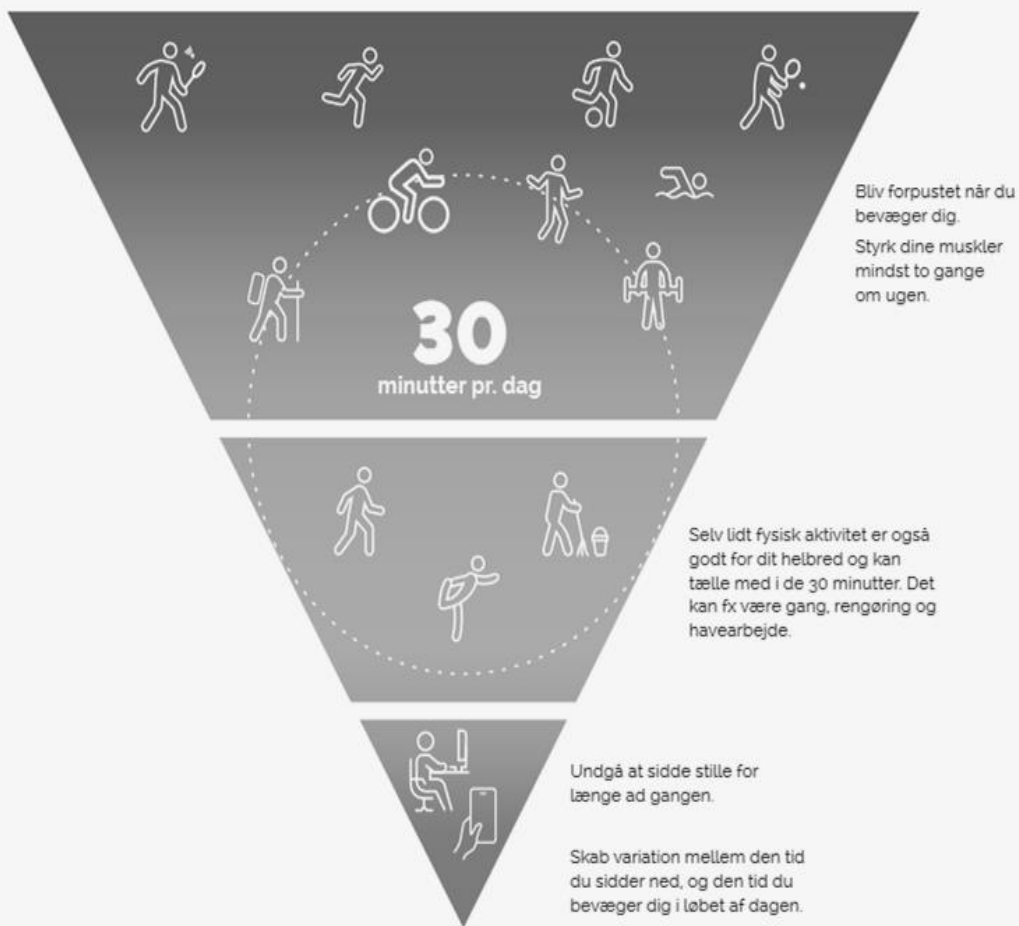 Bliv forpustet når du
bevæger dig.
Styrk dine muskler
mindst to gange
om ugen.
30
minutter pr. dag
Selv lidt fysisk aktivitet er også
godt for dit helbred og kan
tælle med i de 30 minutter. Det
kan fx være gang, rengøring og
havearbejde.
Undgå at sidde stille for
længe ad gangen.
Skab variation mellem den tid
du sidder ned, og den tid du
bevæger dig i løbet af dagen.